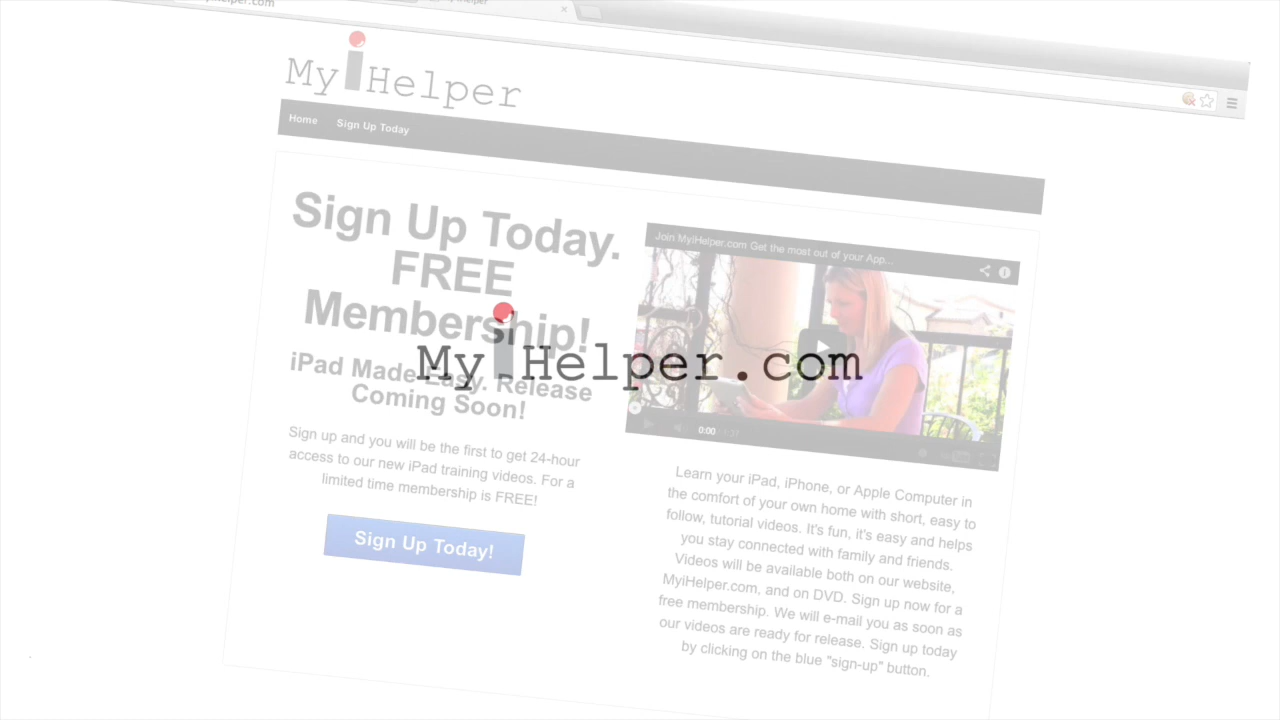 My iHelper
Home Sign Up Today
Sign Up Today.
FREE
Membership!
iPad Made Easy. Release
Coming Soon!
Sign up and you will be the first to get 24-hour
access to our new iPad training videos. For a
limited time membership is FREE!
Sign Up Today!
Join MyiHelper.com Get the most out of your App...
0:00
Learn your iPad, iPhone, or Apple Computer in
the comfort of your own home with short, easy to
follow, tutorial videos. It's fun, it's easy and helps
you stay connected with family and friends.
Videos will be available both on our website,
MyiHelper.com, and on DVD. Sign up now for a
free membership. We will e-mail you as soon as
our videos are ready for release. Sign up today
by clicking on the blue "sign-up" button.
My iHelper.com